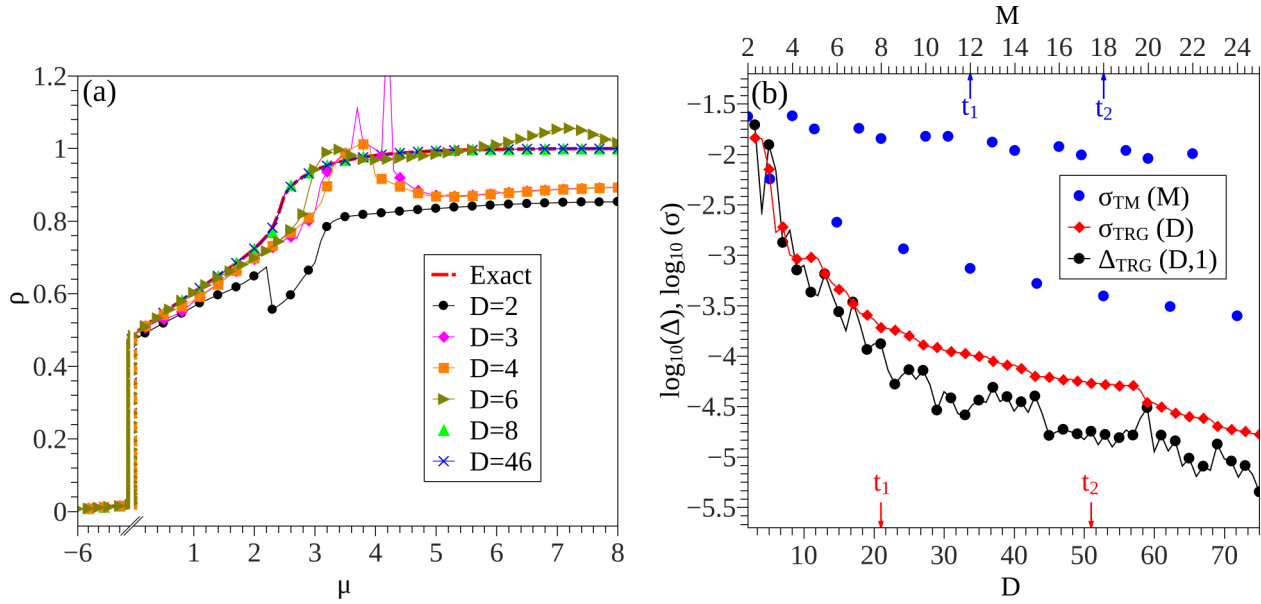 (a)
1.2
1
0.8
0.6
0.4
0.2
0
ρ
−6
1
2
3
4
5
6
7
8
μ
Exact
D=2
D=3
D=4
D=6
D=8
D=46
M
2
4
6
8
10
12
14
16
18
20
22
24
(b)
t₁
t₂
−1.5
−2
−2.5
−3
−3.5
−4
−4.5
−5
−5.5
log₁₀(Δ), log₁₀ (σ)
σTM (M)
σTRG (D)
ΔTRG (D,1)
t₁
t₂
10
20
30
40
50
60
70
D